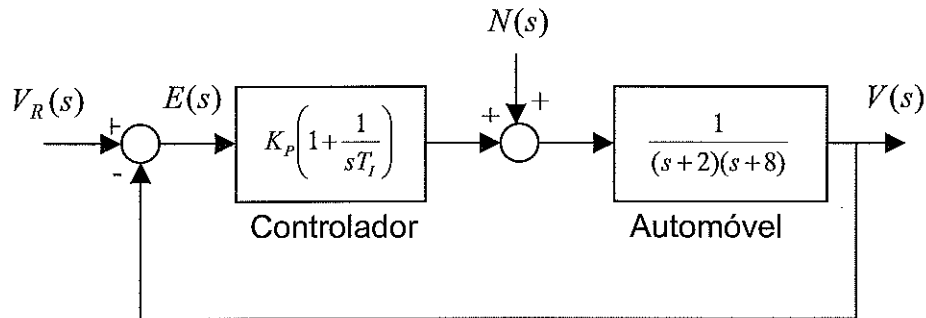 N(s)
V_R(s)
E(s)
V(s)
+
-
K_P(1+1/(sT_I))
+
+
1/((s+2)(s+8))
Controlador
Automóvel